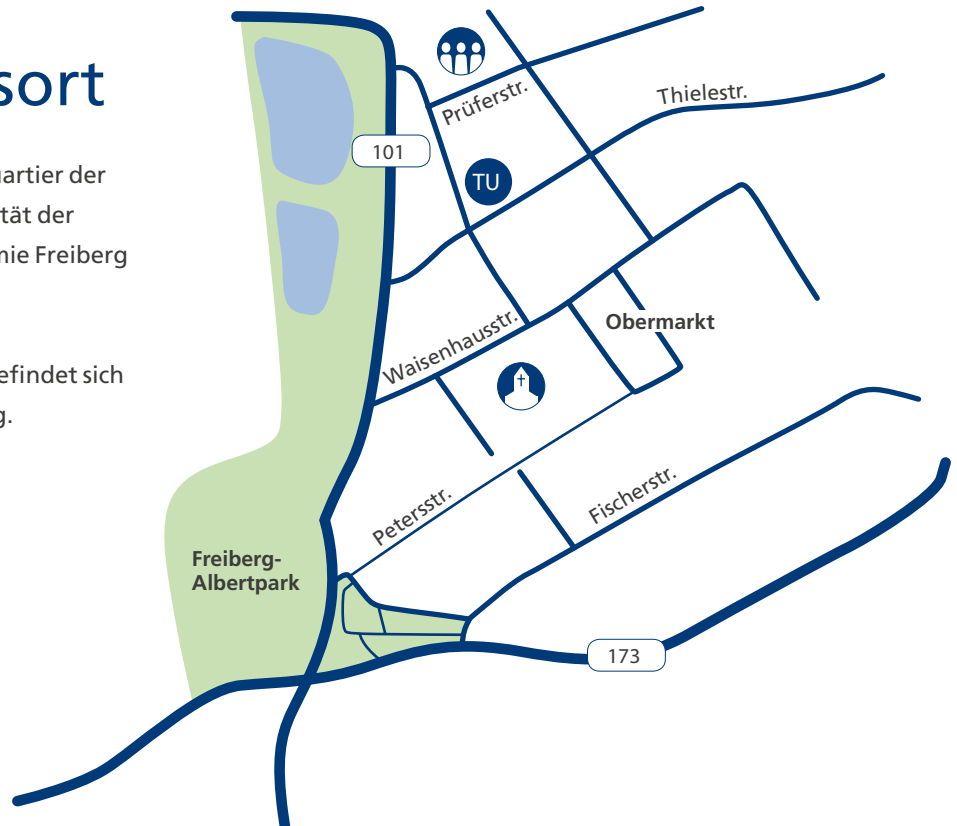 sort
uartier der
tät der
nie Freiberg
efindet sich
g.
Prüferstr.
Thielestr.
101
TU
Obermarkt
Waisenhausstr.
Petersstr.
Fischerstr.
Freiberg-
Albertpark
173